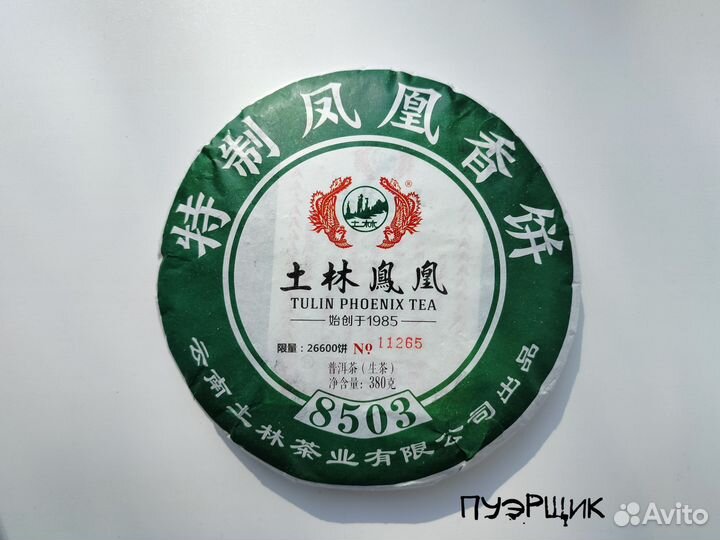 特制凤凰香饼
®
土林
土林鳳凰
TULIN PHOENIX TEA
始创于1985
限量：26600饼 No 11265
普洱茶（生茶）
净含量：380克
8503
云南土林茶业有限公司出品
ПУЭРЩИК
Avito